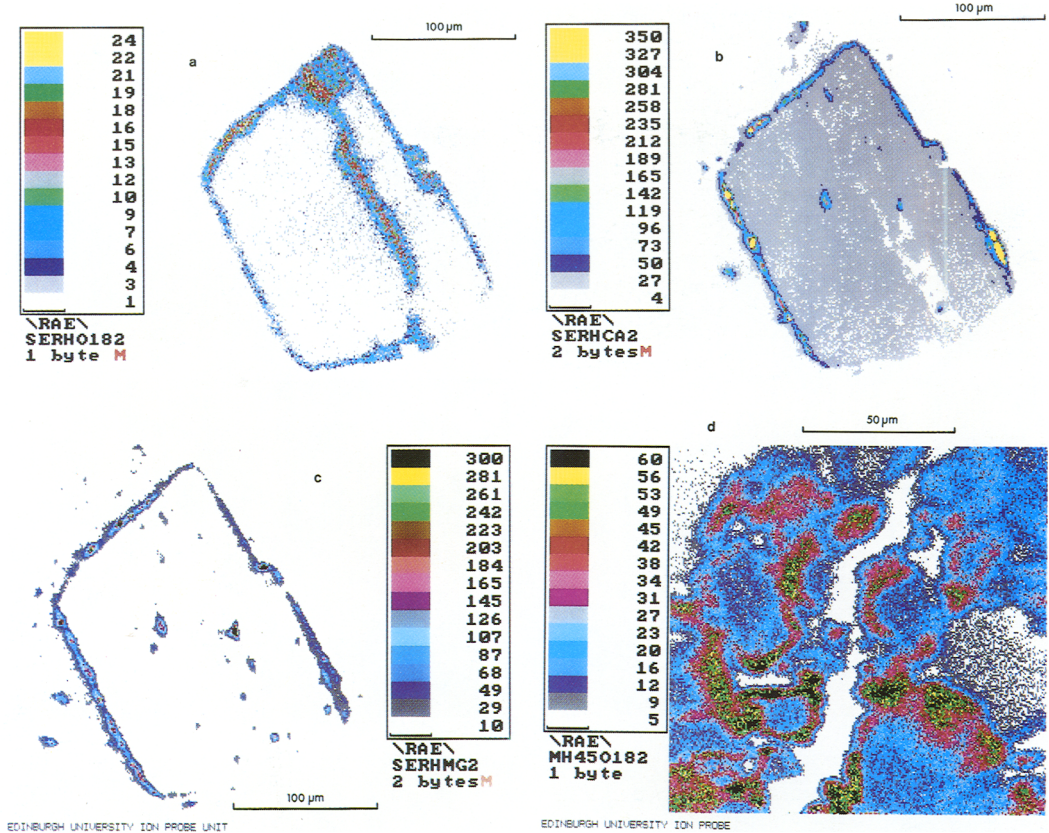 100 µm
a
24
22
21
19
18
16
15
13
12
10
9
7
6
4
3
1
\RAE\
SERHO182
1 byte M
100 µm
b
350
327
304
281
258
235
212
189
165
142
119
96
73
50
27
4
\RAE\
SERHCA2
2 bytesM
c
300
281
261
242
223
203
184
165
145
126
107
87
68
49
29
10
\RAE\
SERHMG2
2 bytesM
100 µm
EDINBURGH UNIVERSITY ION PROBE UNIT
d
50 µm
60
56
53
49
45
42
38
34
31
27
23
20
16
12
9
5
\RAE\
MH450182
1 byte
EDINBURGH UNIVERSITY ION PROBE